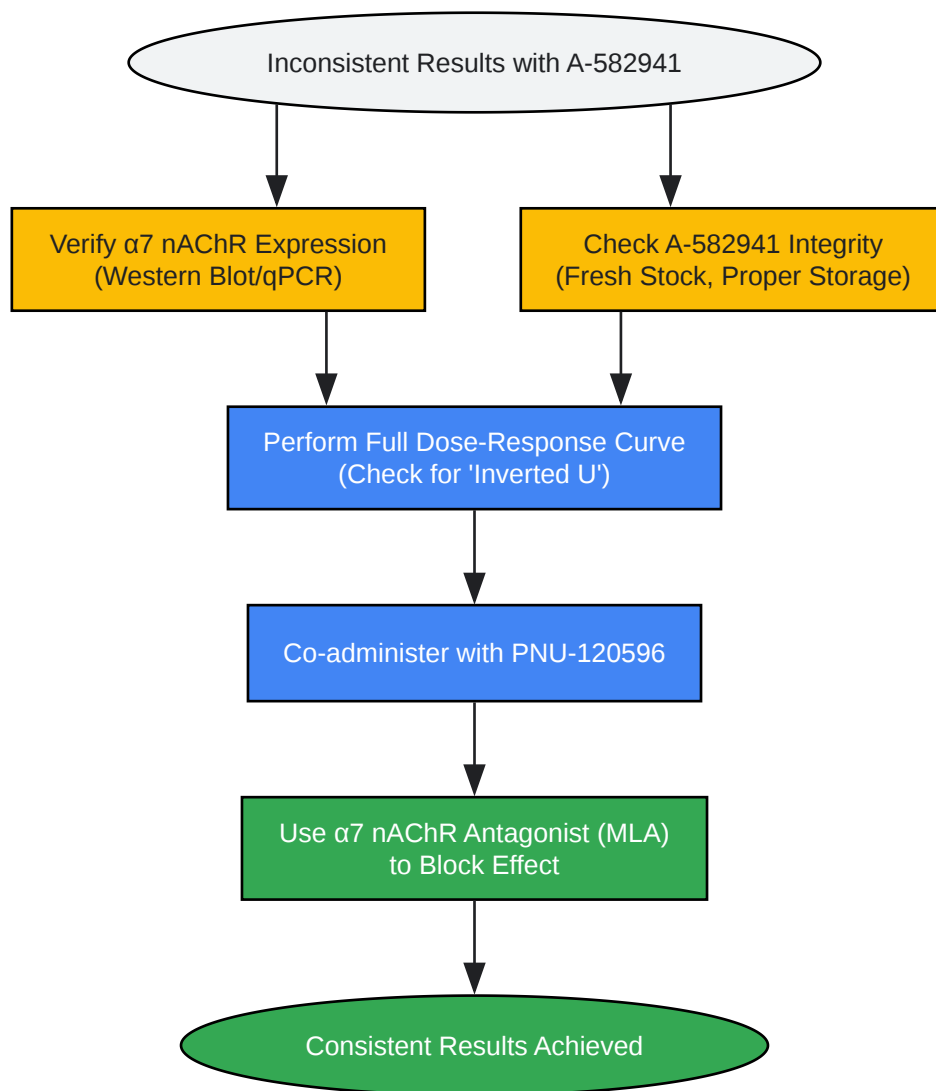 Inconsistent Results with A-582941
Verify α7 nAChR Expression
(Western Blot/qPCR)
Check A-582941 Integrity
(Fresh Stock, Proper Storage)
Perform Full Dose-Response Curve
(Check for 'Inverted U')
Co-administer with PNU-120596
Use α7 nAChR Antagonist (MLA)
to Block Effect
Consistent Results Achieved